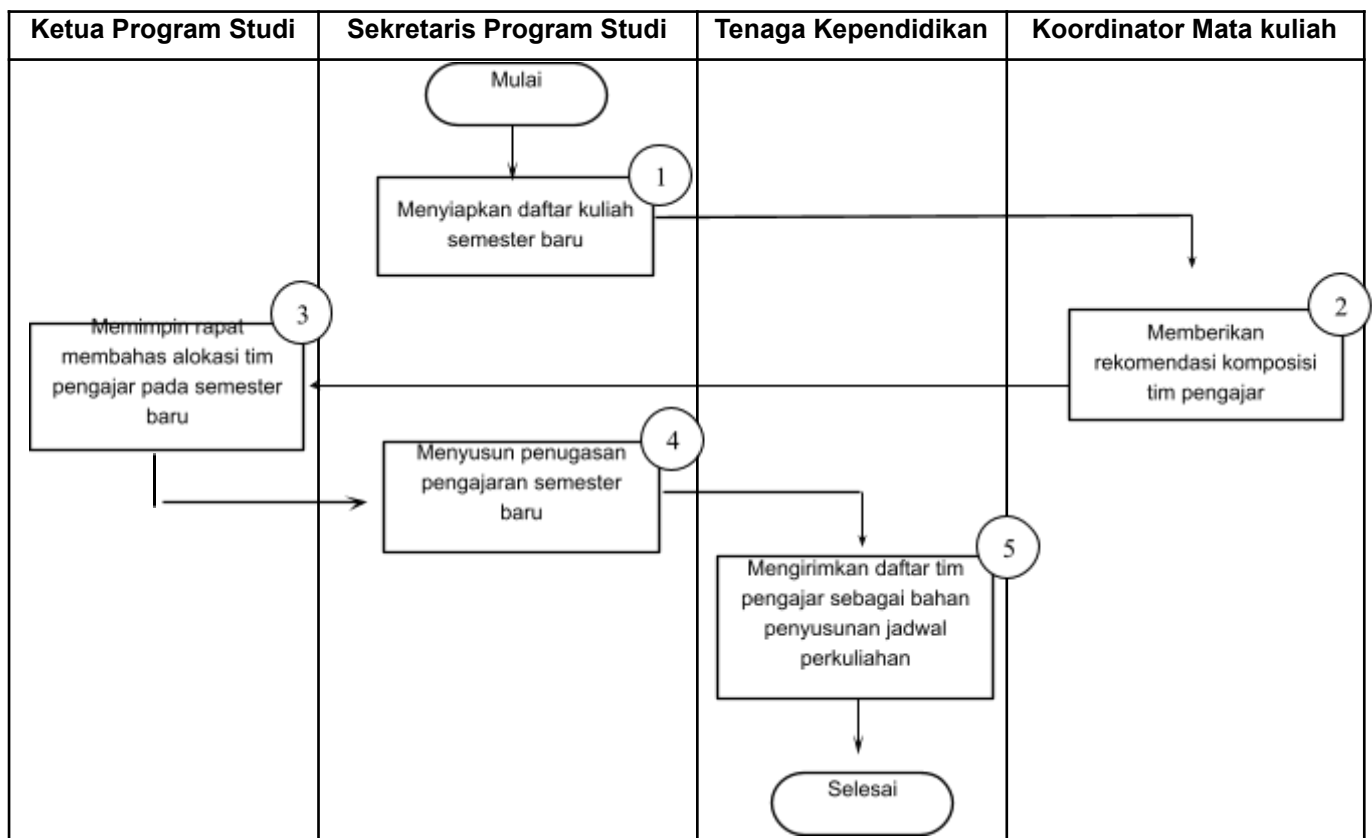 Ketua Program Studi
Sekretaris Program Studi
Tenaga Kependidikan
Koordinator Mata kuliah
Mulai
1
Menyiapkan daftar kuliah
semester baru
2
Memberikan
rekomendasi komposisi
tim pengajar
3
Memimpin rapat
membahas alokasi tim
pengajar pada semester
baru
4
Menyusun penugasan
pengajaran semester
baru
5
Mengirimkan daftar tim
pengajar sebagai bahan
penyusunan jadwal
perkuliahan
Selesai